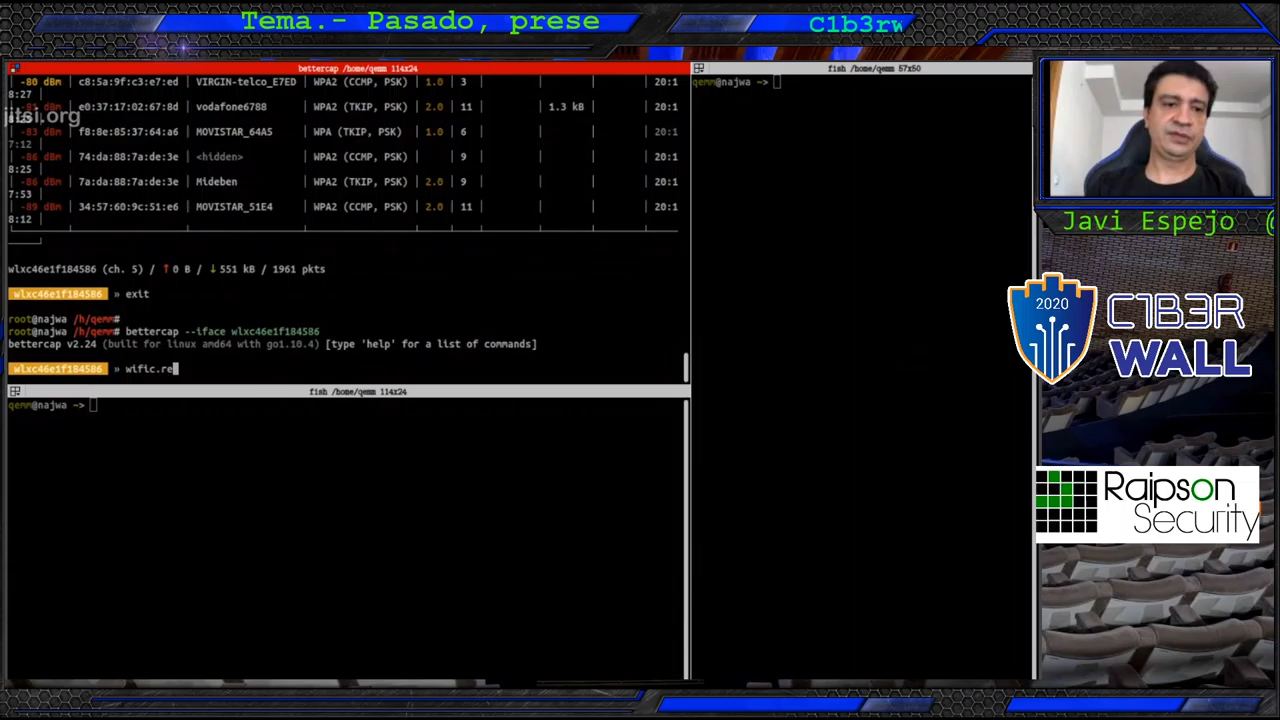 Tema.- Pasado, prese
C1b3rw
bettercap /home/qemm 114x24
-80 dBm | c8:5a:9f:c3:e7:ed | VIRGIN-telco_E7ED | WPA2 (CCMP, PSK) | 1.0 | 3 | | | | 20:1
8:27 |
dBm | e0:37:17:02:67:8d | vodafone6788 | WPA2 (TKIP, PSK) | 2.0 | 11 | | 1.3 kB | | 20:1
jitsi.org
-83 dBm | f8:8e:85:37:64:a6 | MOVISTAR_64A5 | WPA (TKIP, PSK) | 1.0 | 6 | | | | 20:1
7:12 |
-86 dBm | 74:da:88:7a:de:3e | <hidden> | WPA2 (CCMP, PSK) | | 9 | | | | 20:1
8:25 |
-86 dBm | 7a:da:88:7a:de:3e | Mideben | WPA2 (CCMP, PSK) | 2.0 | 9 | | | | 20:1
7:53 |
-89 dBm | 34:57:60:9c:51:e6 | MOVISTAR_51E4 | WPA2 (CCMP, PSK) | 2.0 | 11 | | | | 20:1
8:12 |
wlxc46e1f184586 (ch. 5) / ↑ 0 B / ↓ 551 kB / 1961 pkts
wlxc46e1f184586 » exit
root@najwa /h/qemm#
root@najwa /h/qemm# bettercap --iface wlxc46e1f184586
bettercap v2.24 (built for linux amd64 with go1.10.4) [type 'help' for a list of commands]
wlxc46e1f184586 » wific.re
fish /home/qemm 114x24
qemm@najwa ~>
fish /home/qemm 57x50
qemm@najwa ~>
Javi Espejo @
2020
C1B3R
WALL
Raipson
Security